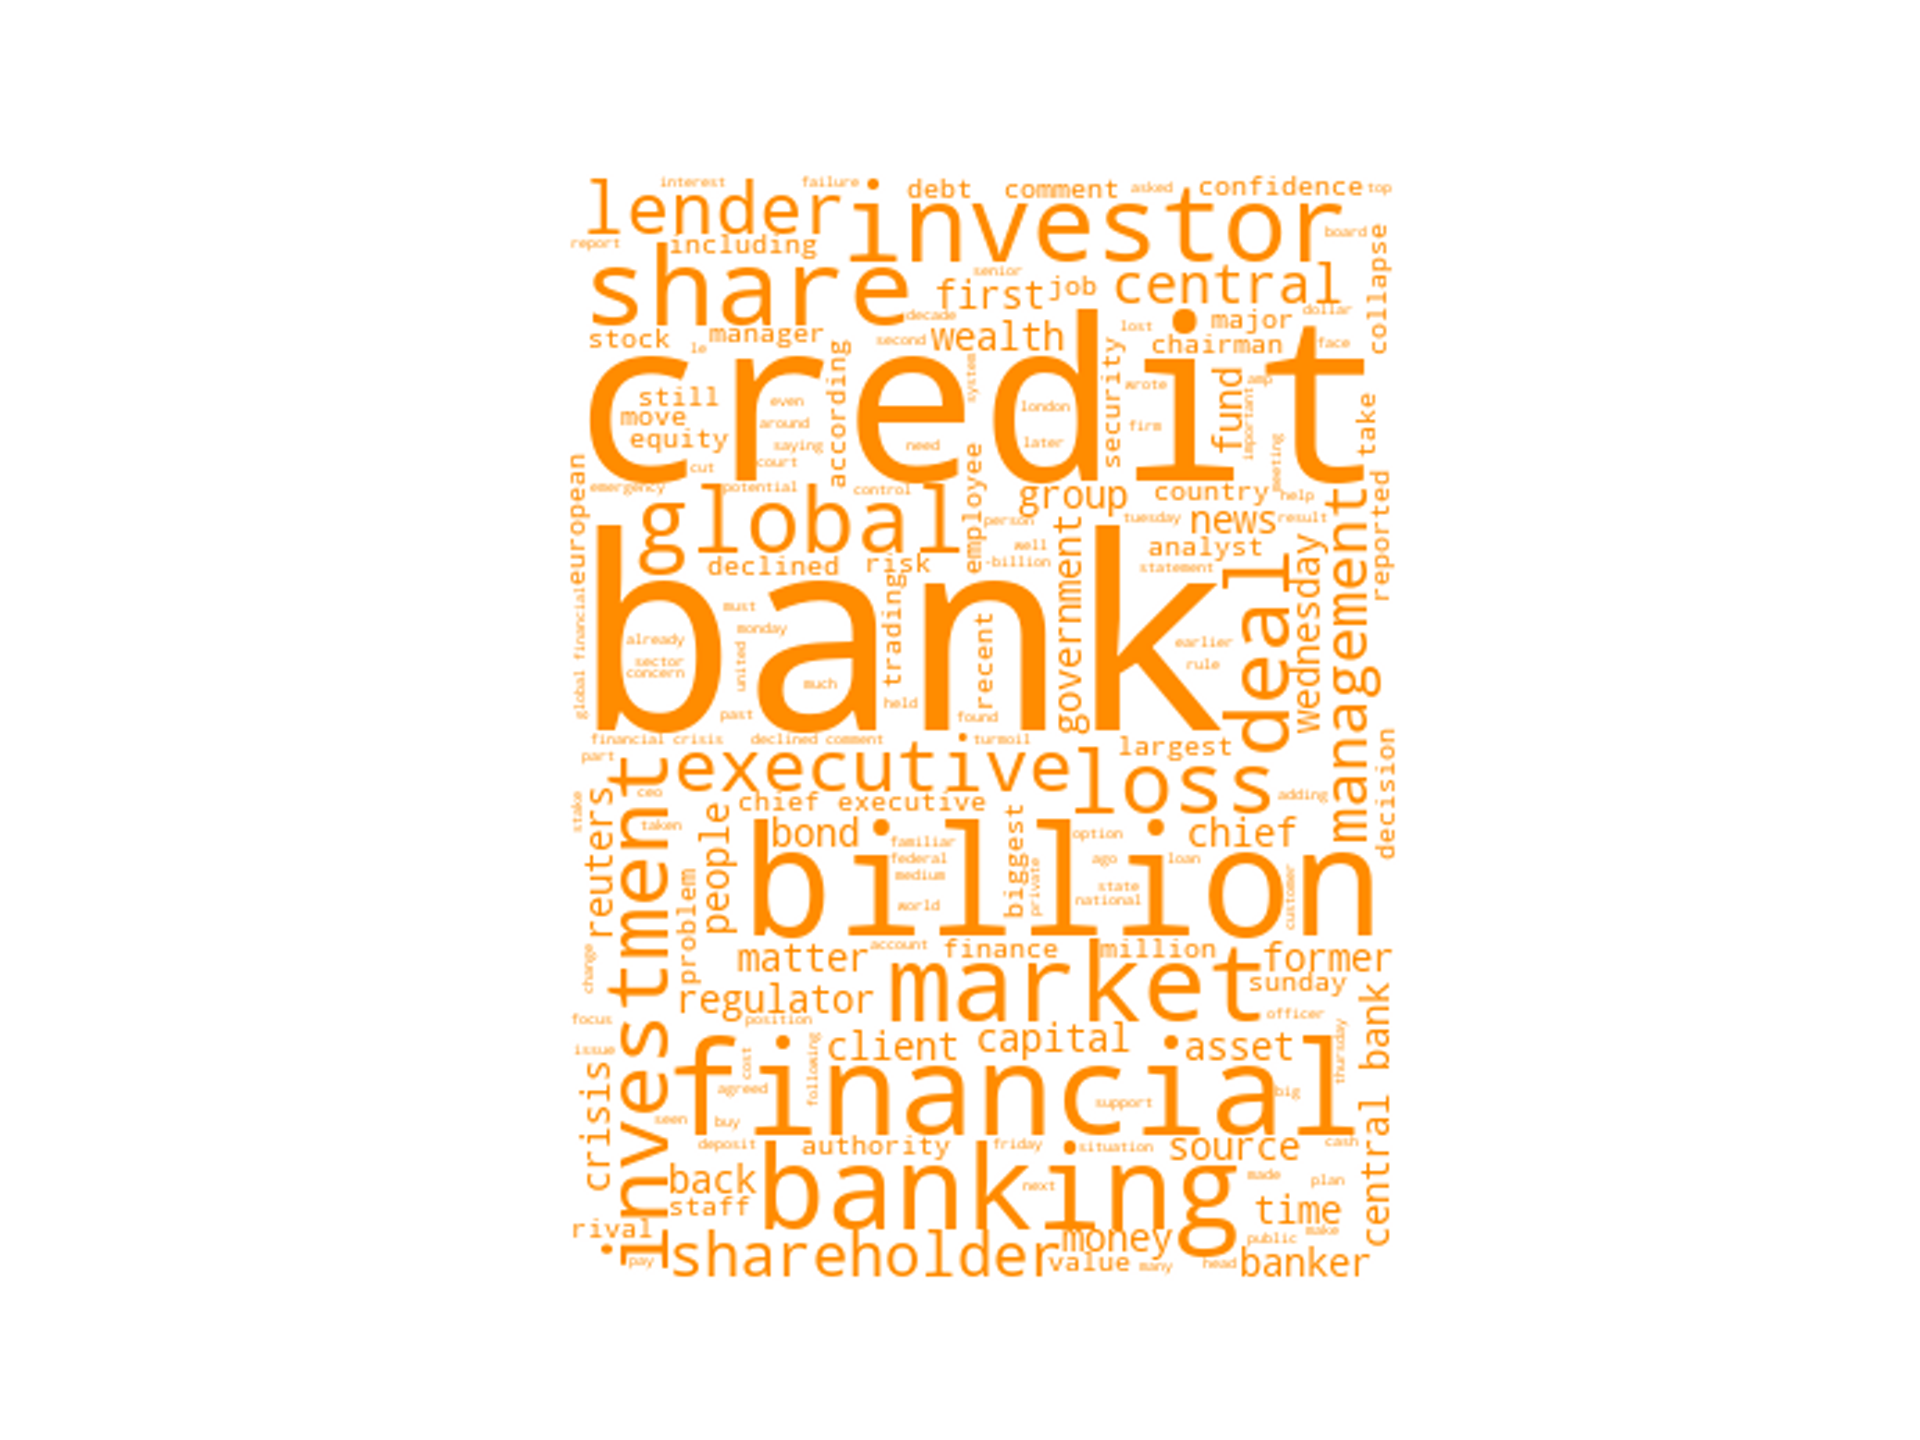 interest failure debt comment asked confidence top
lender investor
report including board
share senior first job central collapse
decade dollar
stock manager second wealth lost major
le chairman face
credit
according system security wrote fund amp important
still even london take
move around firm
equity saying need later meeting
cut court
european emergency potential control employee group country help reported
global person tuesday news result management
well analyst
declined risk -billion statement
bank
global financial must trading government deal wednesday
already monday recent earlier
sector united rule
concern much
past held found
financial crisis declined comment turmoil largest decision
part executive loss
stake reuters investment ceo chief executive adding
taken people bond familiar biggest option chief
billion
federal ago loan
medium private state customer
problem world national
change matter account finance million former
market
regulator sunday
focus position officer central bank
issue client capital asset thursday
financial
crisis cost following
agreed support big
seen buy
deposit authority friday situation source cash
banking
back next made plan
staff time
rival money make
shareholder public
pay value many head banker